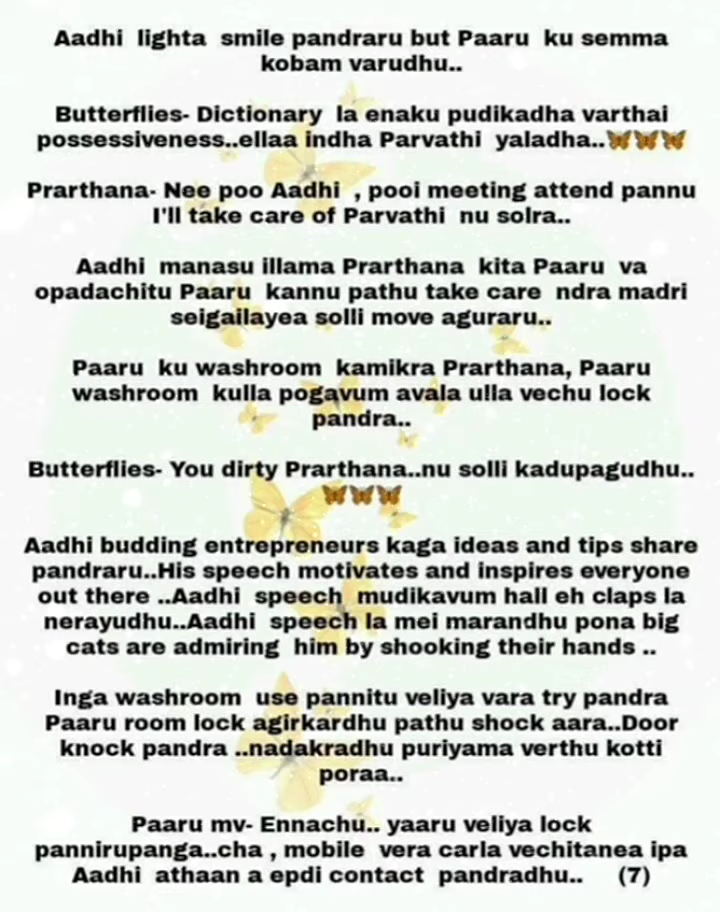 Aadhi lighta smile pandraru but Paaru ku semma
kobam varudhu..
Butterflies- Dictionary la enaku pudikadha varthai
possessiveness..ellaa indha Parvathi yaladha..🦋🦋🦋
Prarthana- Nee poo Aadhi , pooi meeting attend pannu
I'll take care of Parvathi nu solra..
Aadhi manasu illama Prarthana kita Paaru va
opadachitu Paaru kannu pathu take care ndra madri
seigailayea solli move aguraru..
Paaru ku washroom kamikra Prarthana, Paaru
washroom kulla pogavum avala ulla vechu lock
pandra..
Butterflies- You dirty Prarthana..nu solli kadupagudhu..
🦋🦋🦋
Aadhi budding entrepreneurs kaga ideas and tips share
pandraru..His speech motivates and inspires everyone
out there ..Aadhi speech mudikavum hall eh claps la
nerayudhu..Aadhi speech la mei marandhu pona big
cats are admiring him by shooking their hands ..
Inga washroom use pannitu veliya vara try pandra
Paaru room lock agirkardhu pathu shock aara..Door
knock pandra ..nadakradhu puriyama verthu kotti
poraa..
Paaru mv- Ennachu.. yaaru veliya lock
pannirupanga..cha , mobile vera carla vechitanea ipa
Aadhi athaan a epdi contact pandradhu.. (7)